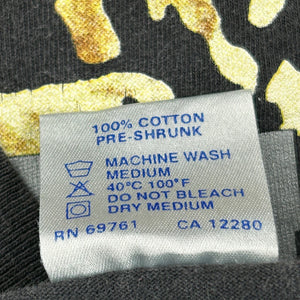 100% COTTON
PRE-SHRUNK
MACHINE WASH
MEDIUM
40°C 100°F
DO NOT BLEACH
DRY MEDIUM
RN 69761 CA 12280